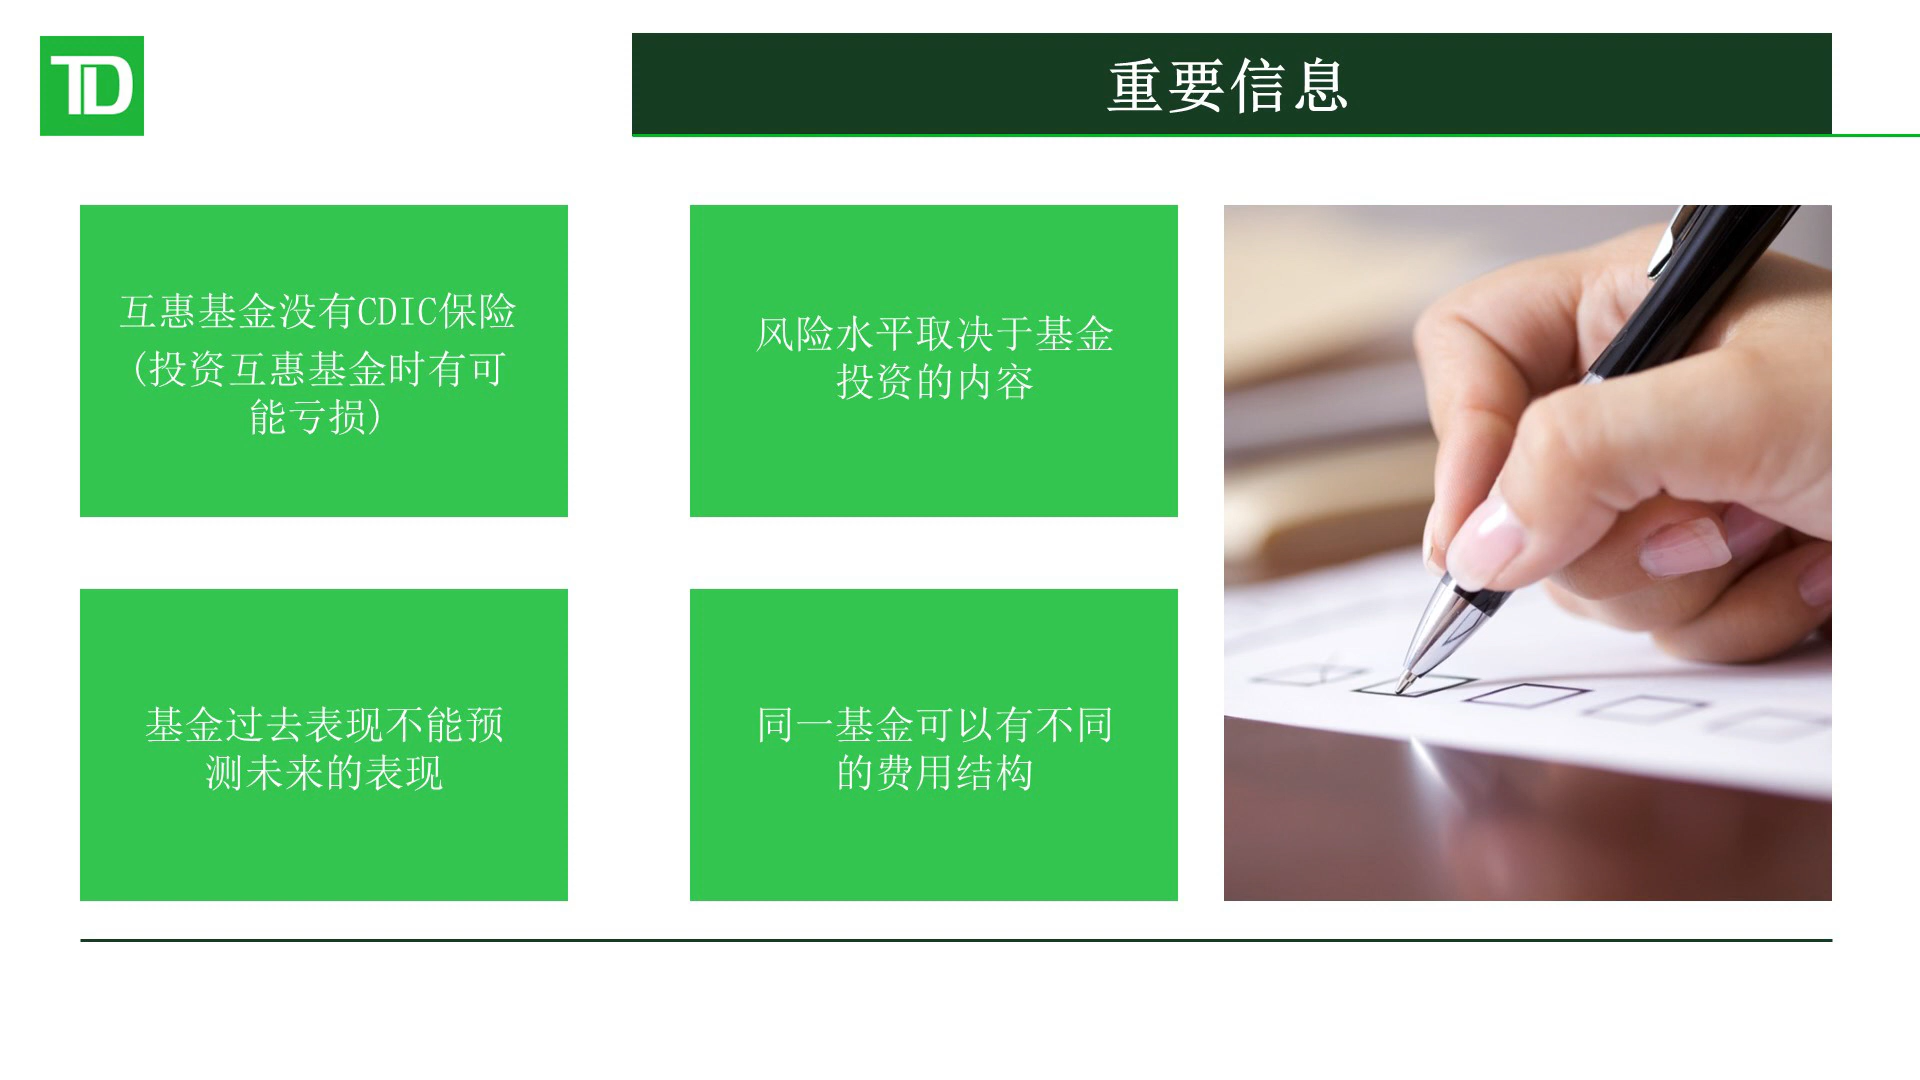 TD
重要信息
互惠基金没有CDIC保险
(投资互惠基金时有可
能亏损)
风险水平取决于基金
投资的内容
基金过去表现不能预
测未来的表现
同一基金可以有不同
的费用结构